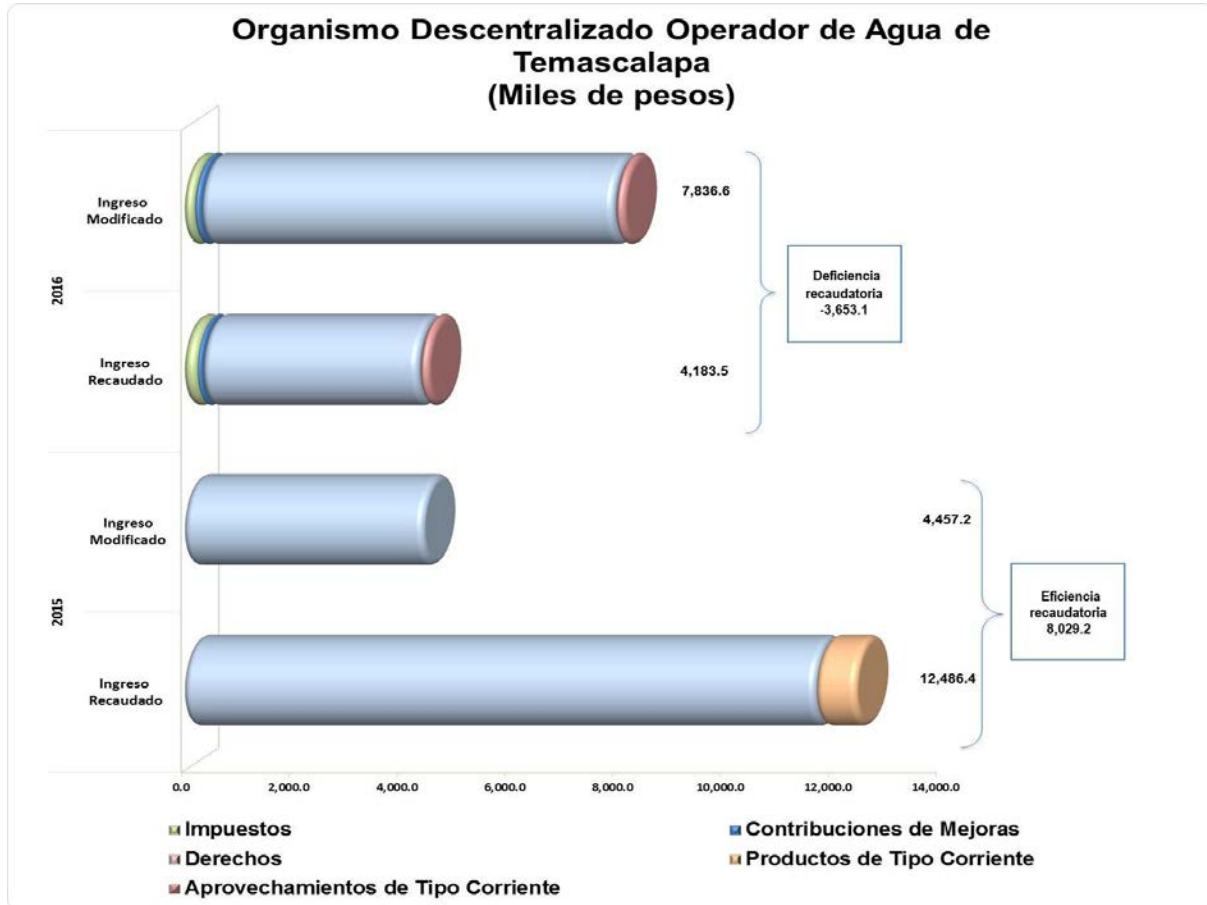 Organismo Descentralizado Operador de Agua de
Temascalapa
(Miles de pesos)
2016
Ingreso
Modificado
7,836.6
Deficiencia
recaudatoria
-3,653.1
Ingreso
Recaudado
4,183.5
2015
Ingreso
Modificado
4,457.2
Eficiencia
recaudatoria
8,029.2
Ingreso
Recaudado
12,486.4
0.0 2,000.0 4,000.0 6,000.0 8,000.0 10,000.0 12,000.0 14,000.0
Impuestos
Contribuciones de Mejoras
Derechos
Productos de Tipo Corriente
Aprovechamientos de Tipo Corriente